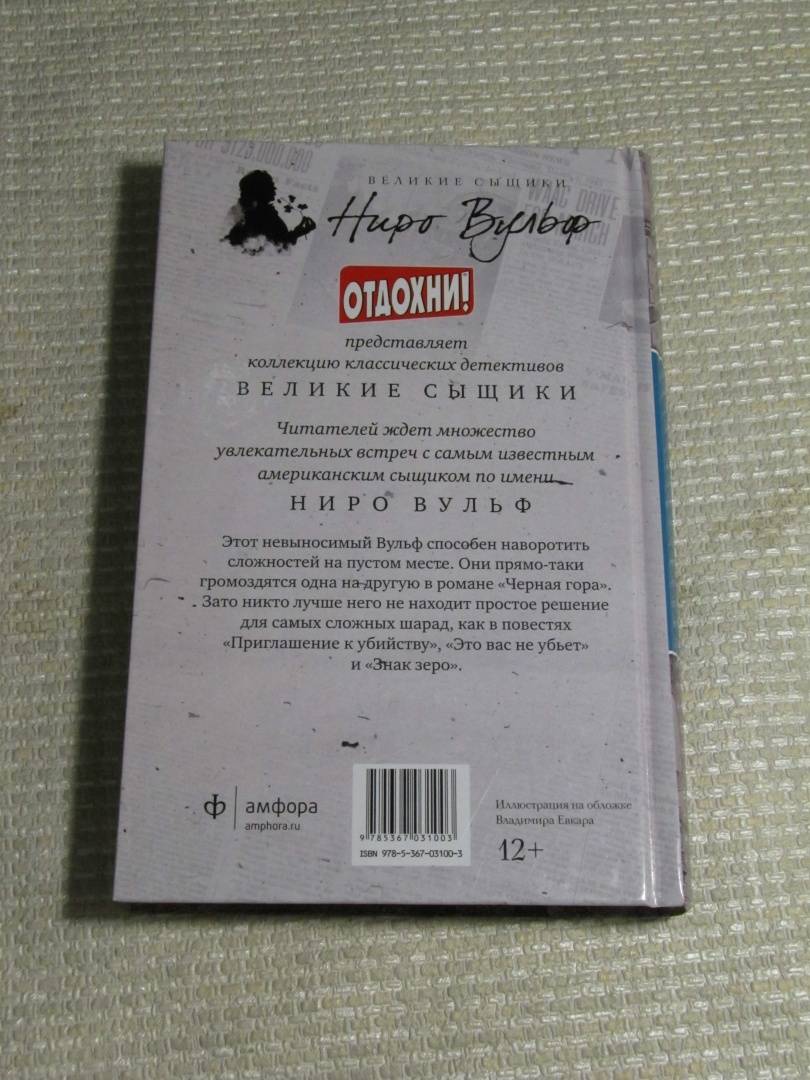 ВЕЛИКИЕ СЫЩИКИ
Ниро Вульф
ОТДОХНИ!
представляет
коллекцию классических детективов
ВЕЛИКИЕ СЫЩИКИ
Читателей ждет множество
увлекательных встреч с самым известным
американским сыщиком по имени
НИРО ВУЛЬФ
Этот невыносимый Вульф способен наворотить
сложностей на пустом месте. Они прямо-таки
громоздятся одна на другую в романе «Черная гора».
Зато никто лучше него не находит простое решение
для самых сложных шарад, как в повестях
«Приглашение к убийству», «Это вас не убьет»
и «Знак зеро».
ф амфора
amphora.ru
9 785367 031003
ISBN 978-5-367-03100-3
Иллюстрация на обложке
Владимира Евкара
12+